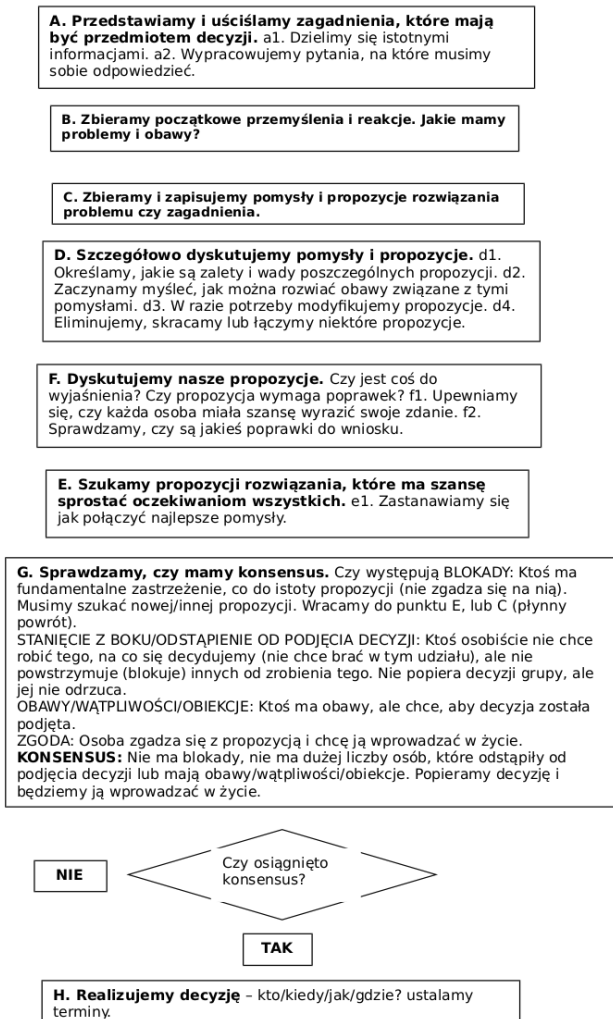 A. Przedstawiamy i uściślamy zagadnienia, które mają
być przedmiotem decyzji. a1. Dzielimy się istotnymi
informacjami. a2. Wypracowujemy pytania, na które musimy
sobie odpowiedzieć.
B. Zbieramy początkowe przemyślenia i reakcje. Jakie mamy
problemy i obawy?
C. Zbieramy i zapisujemy pomysły i propozycje rozwiązania
problemu czy zagadnienia.
D. Szczegółowo dyskutujemy pomysły i propozycje. d1.
Określamy, jakie są zalety i wady poszczególnych propozycji. d2.
Zaczynamy myśleć, jak można rozwiać obawy związane z tymi
pomysłami. d3. W razie potrzeby modyfikujemy propozycje. d4.
Eliminujemy, skracamy lub łączymy niektóre propozycje.
F. Dyskutujemy nasze propozycje. Czy jest coś do
wyjaśnienia? Czy propozycja wymaga poprawek? f1. Upewniamy
się, czy każda osoba miała szansę wyrazić swoje zdanie. f2.
Sprawdzamy, czy są jakieś poprawki do wniosku.
E. Szukamy propozycji rozwiązania, które ma szansę
sprostać oczekiwaniom wszystkich. e1. Zastanawiamy się
jak połączyć najlepsze pomysły.
G. Sprawdzamy, czy mamy konsensus. Czy występują BLOKADY: Ktoś ma
fundamentalne zastrzeżenie, co do istoty propozycji (nie zgadza się na nią).
Musimy szukać nowej/innej propozycji. Wracamy do punktu E, lub C (płynny
powrót).
STANIĘCIE Z BOKU/ODSTĄPIENIE OD PODJĘCIA DECYZJI: Ktoś osobiście nie chce
robić tego, na co się decydujemy (nie chce brać w tym udziału), ale nie
powstrzymuje (blokuje) innych od zrobienia tego. Nie popiera decyzji grupy, ale
jej nie odrzuca.
OBAWY/WĄTPLIWOŚCI/OBIEKCJE: Ktoś ma obawy, ale chce, aby decyzja została
podjęta.
ZGODA: Osoba zgadza się z propozycją i chcę ją wprowadzać w życie.
KONSENSUS: Nie ma blokady, nie ma dużej liczby osób, które odstąpiły od
podjęcia decyzji lub mają obawy/wątpliwości/obiekcje. Popieramy decyzję i
będziemy ją wprowadzać w życie.
Czy osiągnięto
konsensus?
NIE
TAK
H. Realizujemy decyzję – kto/kiedy/jak/gdzie? ustalamy
terminy.